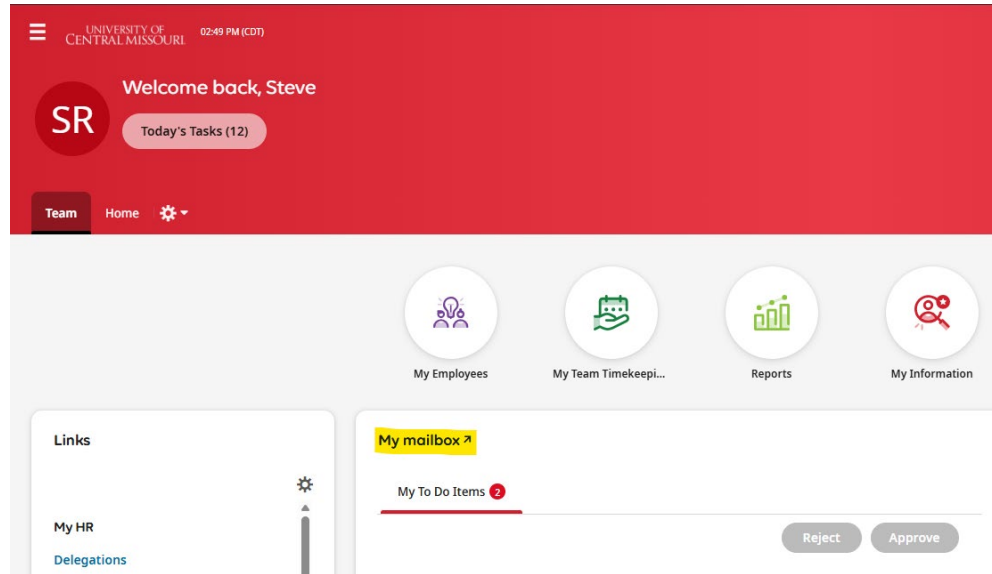 UNIVERSITY OF
CENTRAL MISSOURI.
02:49 PM (CDT)
Welcome back, Steve
SR
Today's Tasks (12)
Team
Home
My Employees
My Team Timekeepi...
Reports
My Information
Links
My mailbox
My To Do Items 2
My HR
Reject
Approve
Delegations